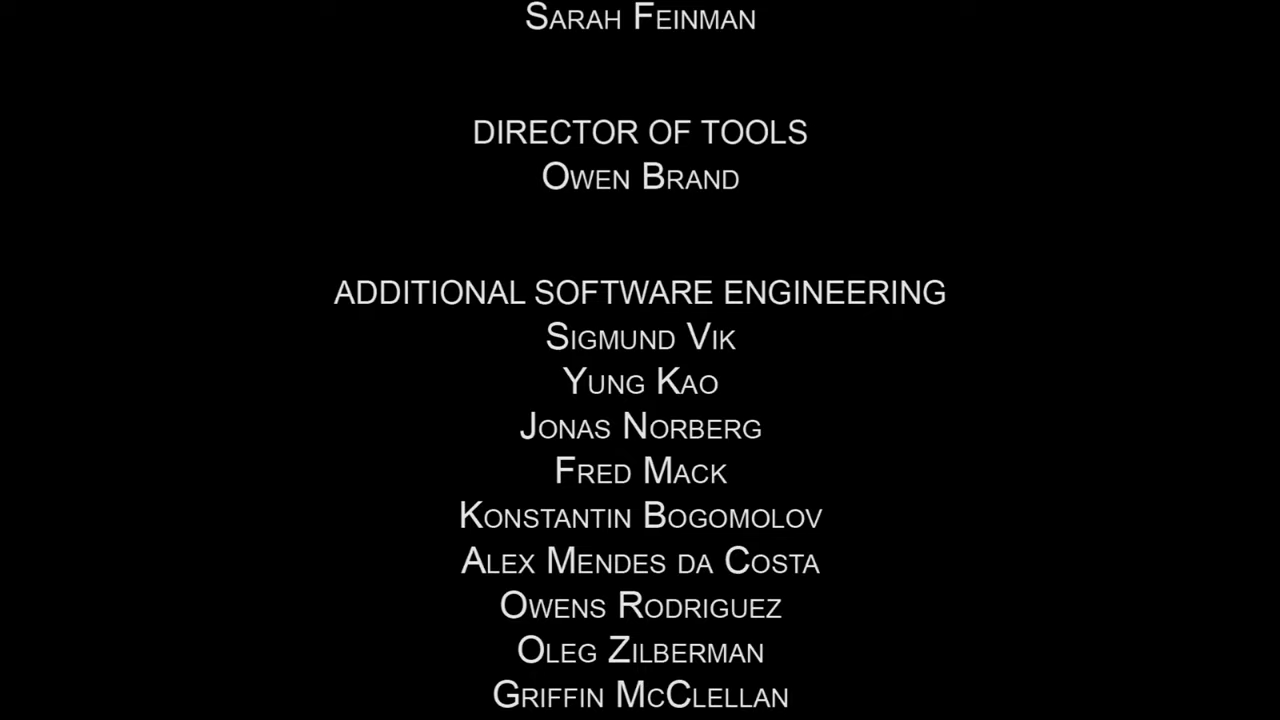 Sarah Feinman
DIRECTOR OF TOOLS
Owen Brand
ADDITIONAL SOFTWARE ENGINEERING
Sigmund Vik
Yung Kao
Jonas Norberg
Fred Mack
Konstantin Bogomolov
Alex Mendes da Costa
Owens Rodriguez
Oleg Zilberman
Griffin McClellan